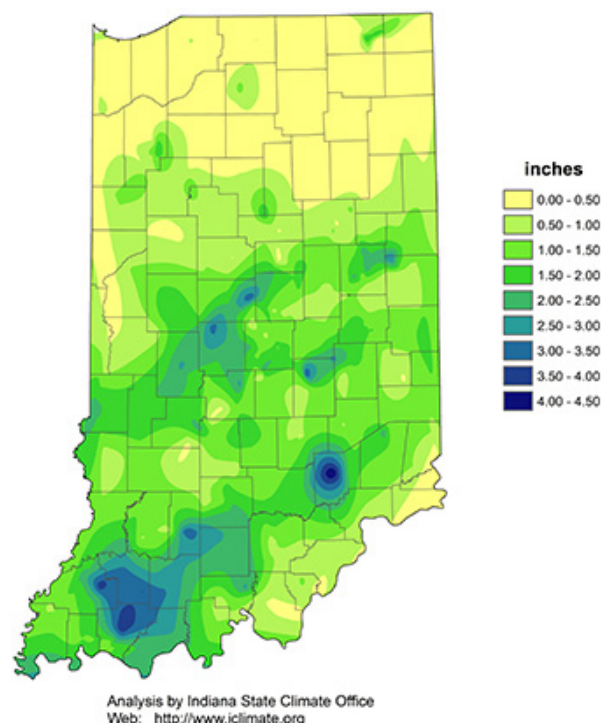 inches
0.00 - 0.50
0.50 - 1.00
1.00 - 1.50
1.50 - 2.00
2.00 - 2.50
2.50 - 3.00
3.00 - 3.50
3.50 - 4.00
4.00 - 4.50
Analysis by Indiana State Climate Office
Web: http://www.iclimate.org